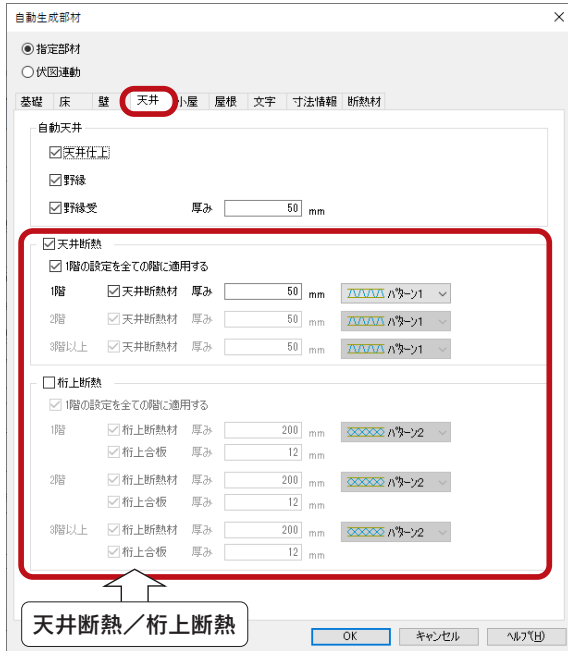 自動生成部材
指定部材
伏図連動
基礎 床 壁 天井 小屋 屋根 文字 寸法情報 断熱材
自動天井
天井仕上
野縁
野縁受 厚み 50 mm
天井断熱
1階の設定を全ての階に適用する
1階 天井断熱材 厚み 50 mm パターン1
2階 天井断熱材 厚み 50 mm パターン1
3階以上 天井断熱材 厚み 50 mm パターン1
桁上断熱
1階の設定を全ての階に適用する
1階 桁上断熱材 厚み 200 mm パターン2
桁上合板 厚み 12 mm
2階 桁上断熱材 厚み 200 mm パターン2
桁上合板 厚み 12 mm
3階以上 桁上断熱材 厚み 200 mm パターン2
桁上合板 厚み 12 mm
天井断熱／桁上断熱
OK キャンセル ヘルプ(H)